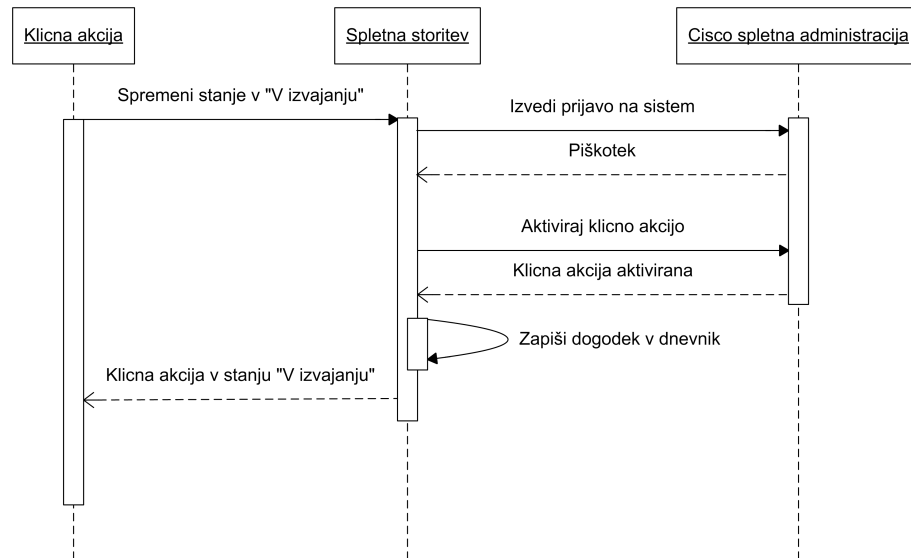 Klicna akcija
Spletna storitev
Cisco spletna administracija
Spremeni stanje v "V izvajanju"
Izvedi prijavo na sistem
Piškotek
Aktiviraj klicno akcijo
Klicna akcija aktivirana
Zapiši dogodek v dnevnik
Klicna akcija v stanju "V izvajanju"